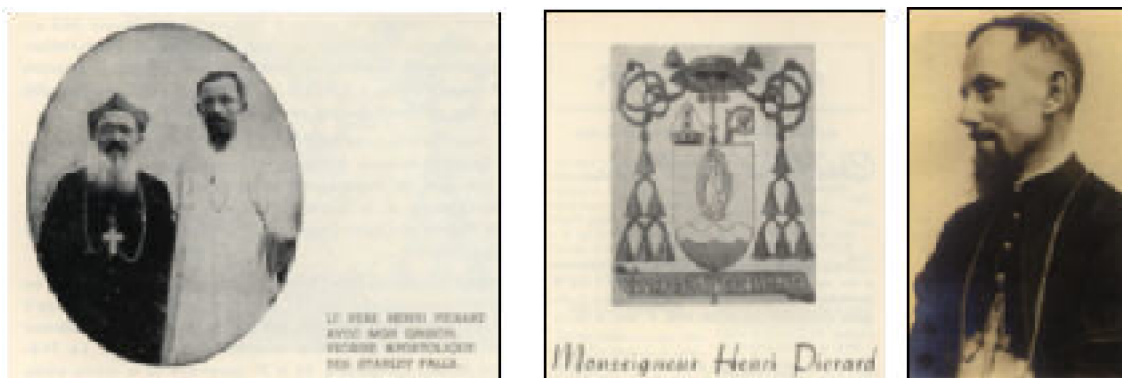 LE PERE HENRI PIERARD
AVEC MGR GRISON
VICAIRE APOSTOLIQUE
DES STANLEY FALLS.
Monseigneur Henri Pierard